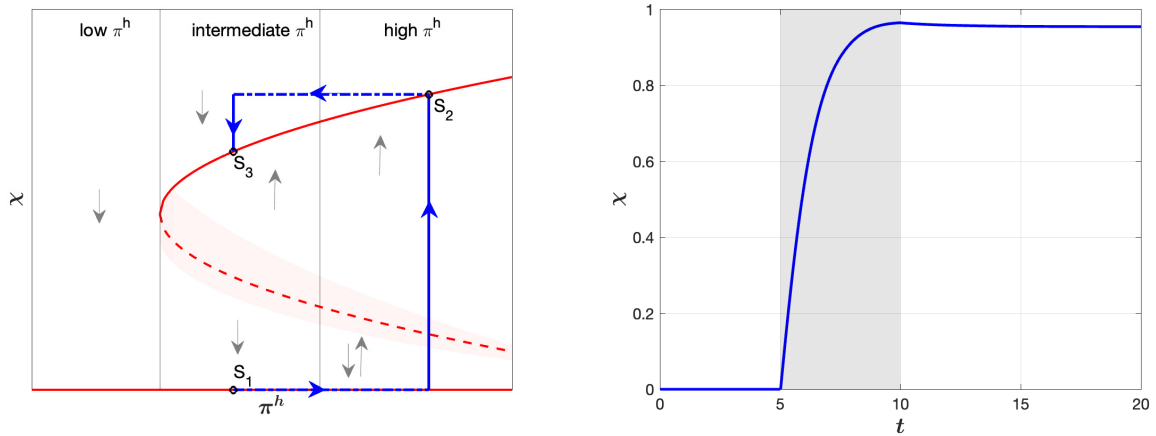 low π^h
intermediate π^h
high π^h
S_2
S_3
χ
S_1
π^h
1
0.8
0.6
0.4
0.2
0
χ
0
5
10
15
20
t